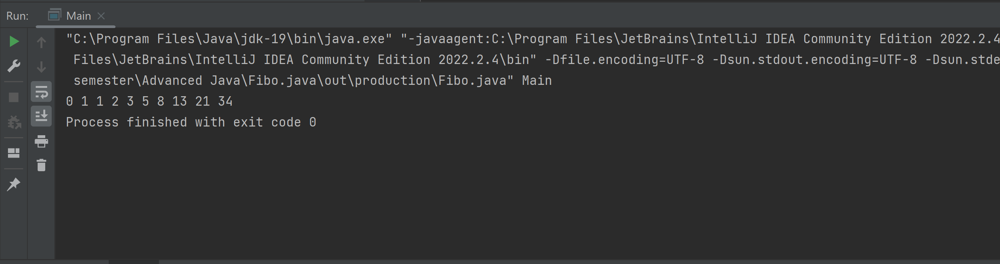 Run: Main
"C:\Program Files\Java\jdk-19\bin\java.exe" "-javaagent:C:\Program Files\JetBrains\IntelliJ IDEA Community Edition 2022.2.4
Files\JetBrains\IntelliJ IDEA Community Edition 2022.2.4\bin" -Dfile.encoding=UTF-8 -Dsun.stdout.encoding=UTF-8 -Dsun.stde
semester\Advanced Java\Fibo.java\out\production\Fibo.java" Main
0 1 1 2 3 5 8 13 21 34
Process finished with exit code 0